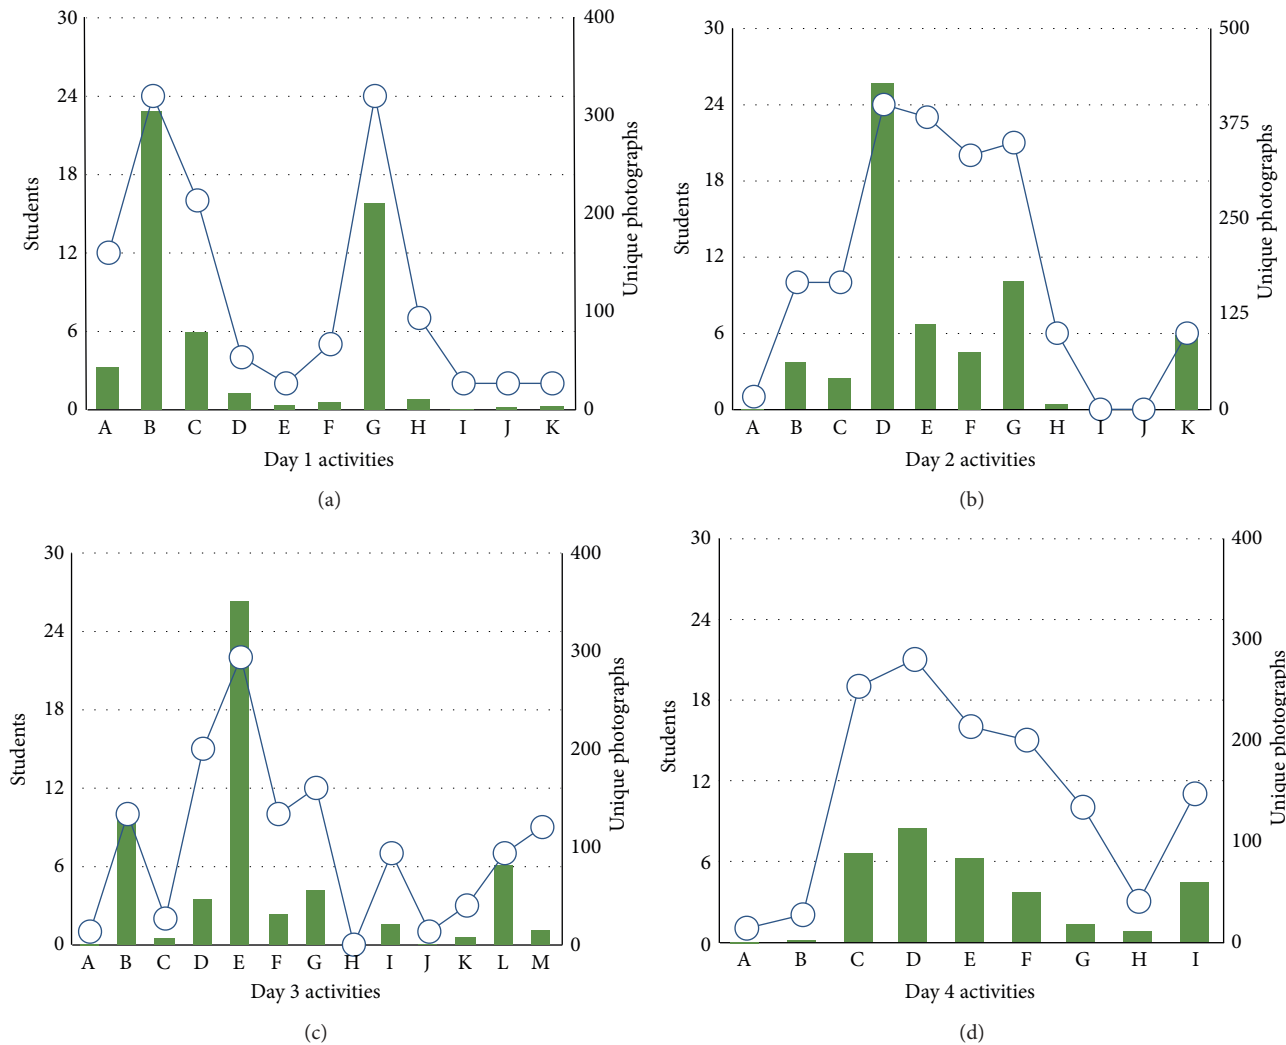 30
24
18
12
6
0
Students
400
300
200
100
0
Unique photographs
A B C D E F G H I J K
Day 1 activities
(a)
30
24
18
12
6
0
Students
500
375
250
125
0
Unique photographs
A B C D E F G H I J K
Day 2 activities
(b)
30
24
18
12
6
0
Students
400
300
200
100
0
Unique photographs
A B C D E F G H I J K L M
Day 3 activities
(c)
30
24
18
12
6
0
Students
400
300
200
100
0
Unique photographs
A B C D E F G H I
Day 4 activities
(d)